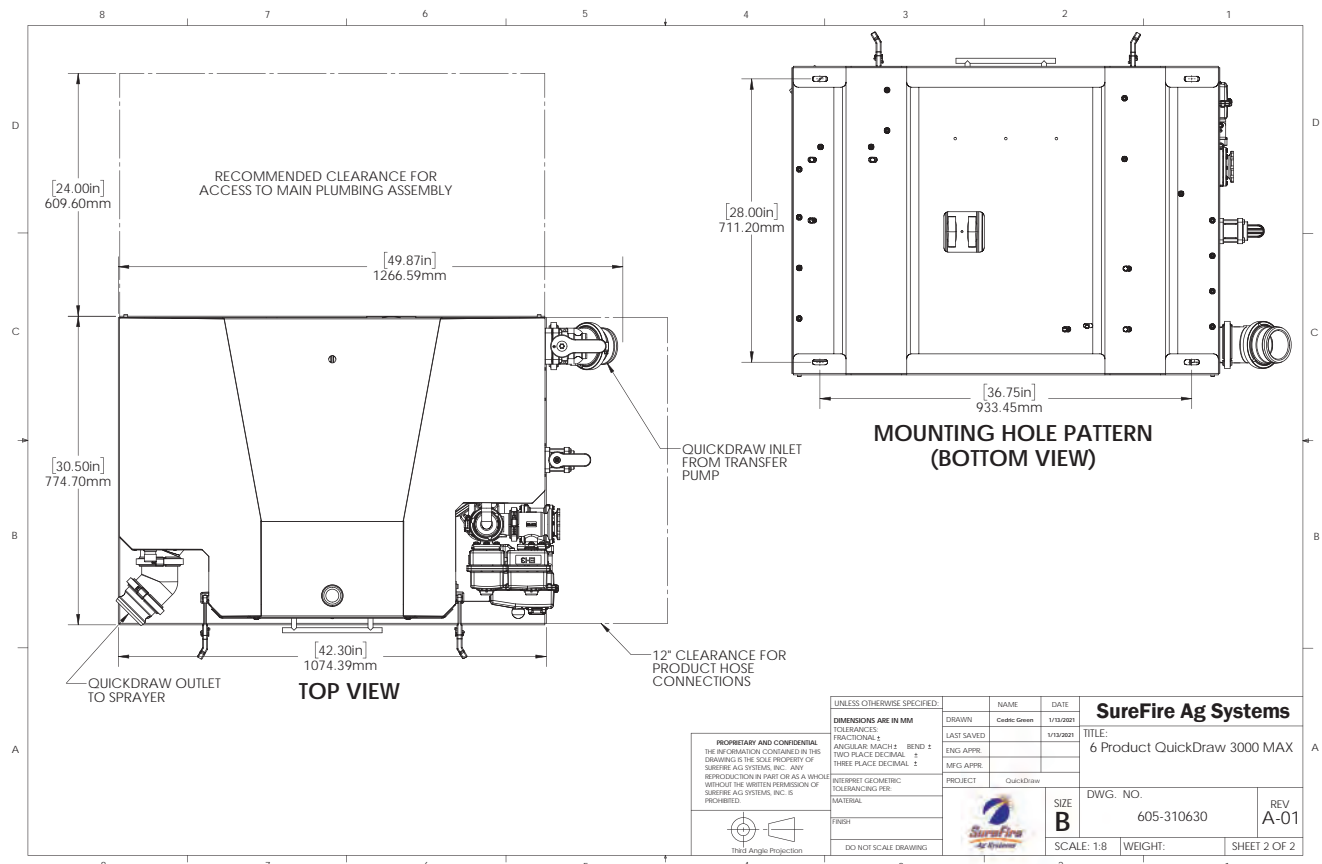 8 7 6 5 4 3 2 1
D
D
C
C
B
B
A
A
[24.00in]
609.60mm
RECOMMENDED CLEARANCE FOR
ACCESS TO MAIN PLUMBING ASSEMBLY
[49.87in]
1266.59mm
[30.50in]
774.70mm
QUICKDRAW INLET
FROM TRANSFER
PUMP
[42.30in]
1074.39mm
12" CLEARANCE FOR
PRODUCT HOSE
CONNECTIONS
QUICKDRAW OUTLET
TO SPRAYER
TOP VIEW
[28.00in]
711.20mm
[36.75in]
933.45mm
MOUNTING HOLE PATTERN
(BOTTOM VIEW)
PROPRIETARY AND CONFIDENTIAL
THE INFORMATION CONTAINED IN THIS
DRAWING IS THE SOLE PROPERTY OF
SUREFIRE AG SYSTEMS, INC. ANY
REPRODUCTION IN PART OR AS A WHOLE
WITHOUT THE WRITTEN PERMISSION OF
SUREFIRE AG SYSTEMS, INC. IS
PROHIBITED.
Third Angle Projection
UNLESS OTHERWISE SPECIFIED:
DIMENSIONS ARE IN MM
TOLERANCES:
FRACTIONAL ±
ANGULAR: MACH ± BEND ±
TWO PLACE DECIMAL ±
THREE PLACE DECIMAL ±
INTERPRET GEOMETRIC
TOLERANCING PER:
MATERIAL
FINISH
DO NOT SCALE DRAWING
NAME DATE
DRAWN Cedric Green 1/13/2021
LAST SAVED 1/13/2021
ENG APPR.
MFG APPR.
PROJECT QuickDraw
SureFire
Ag Systems
SureFire Ag Systems
TITLE:
6 Product QuickDraw 3000 MAX
SIZE
B
DWG. NO.
605-310630
REV
A-01
SCALE: 1:8 WEIGHT: SHEET 2 OF 2